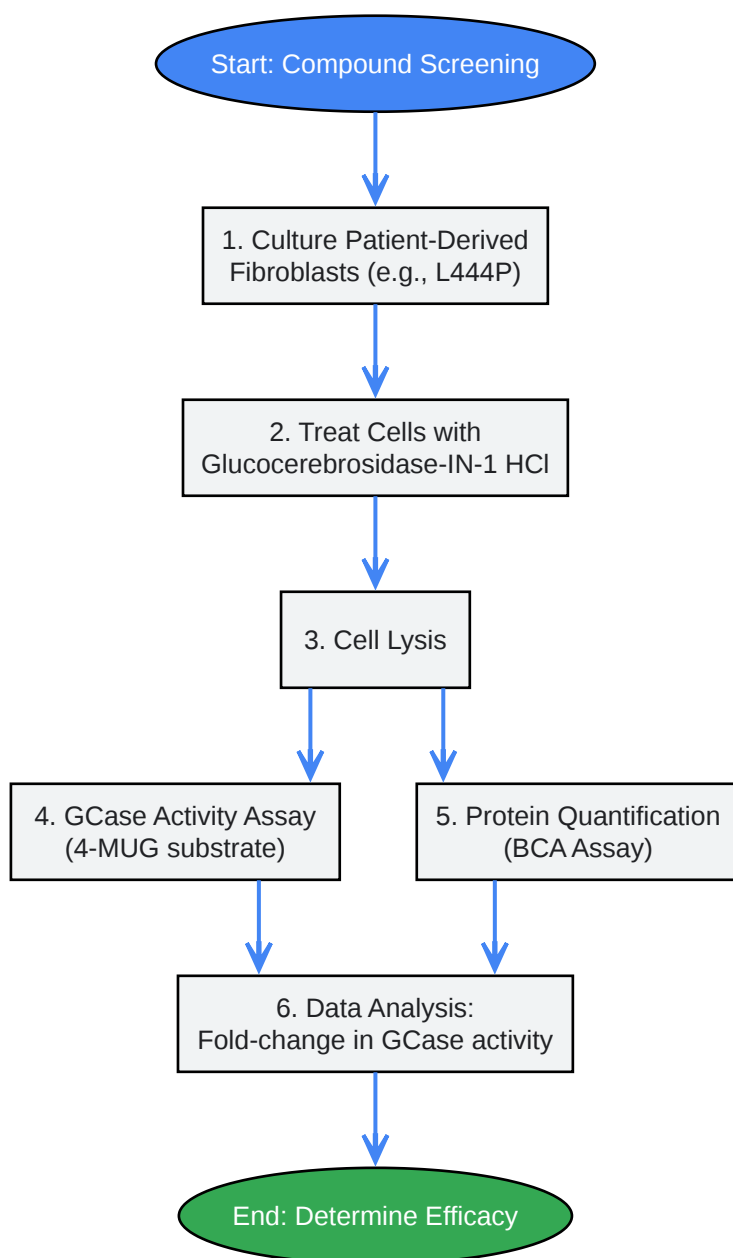 Start: Compound Screening
1. Culture Patient-Derived
Fibroblasts (e.g., L444P)
2. Treat Cells with
Glucocerebrosidase-IN-1 HCl
3. Cell Lysis
4. GCase Activity Assay
(4-MUG substrate)
5. Protein Quantification
(BCA Assay)
6. Data Analysis:
Fold-change in GCase activity
End: Determine Efficacy